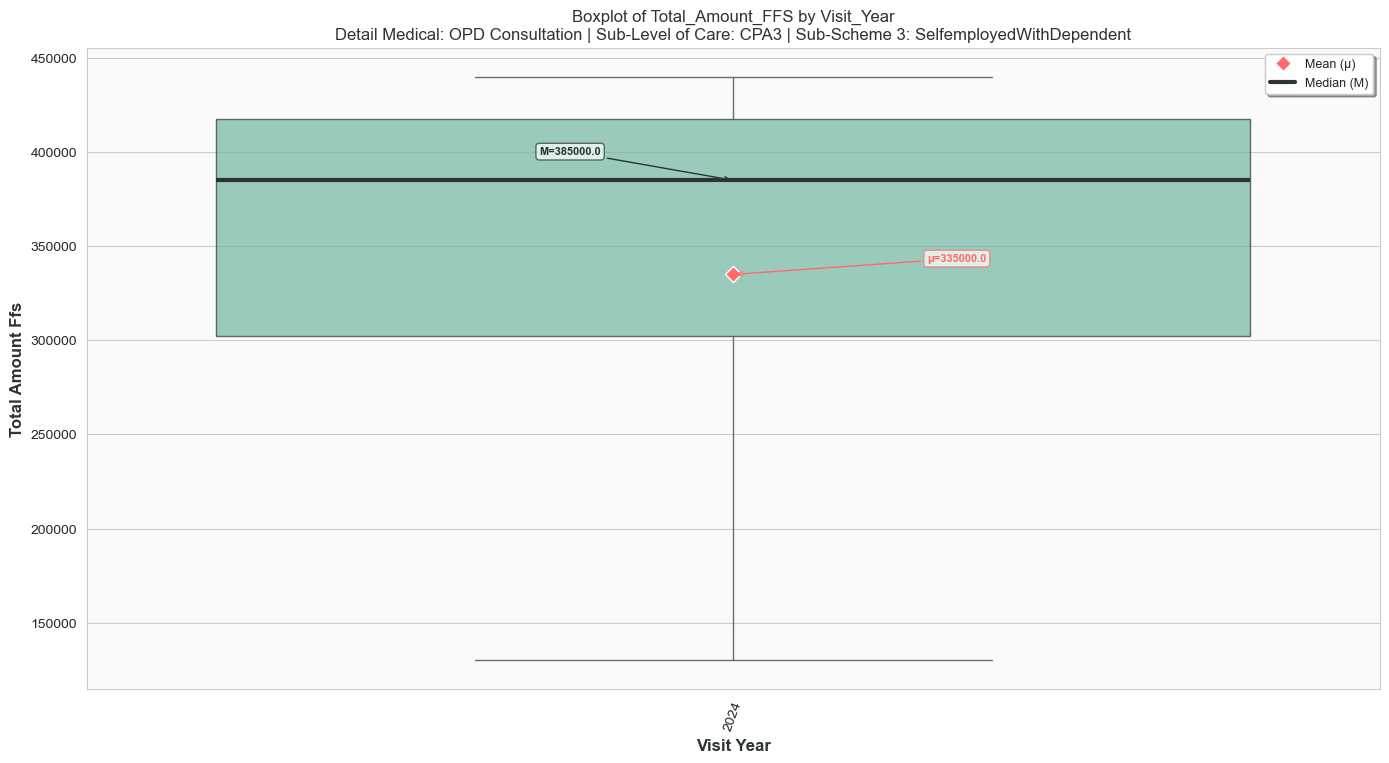 Boxplot of Total_Amount_FFS by Visit_Year
Detail Medical: OPD Consultation | Sub-Level of Care: CPA3 | Sub-Scheme 3: SelfemployedWithDependent
Mean (μ)
Median (M)
450000
400000
350000
300000
250000
200000
150000
Total Amount Ffs
M=385000.0
μ=335000.0
2024
Visit Year